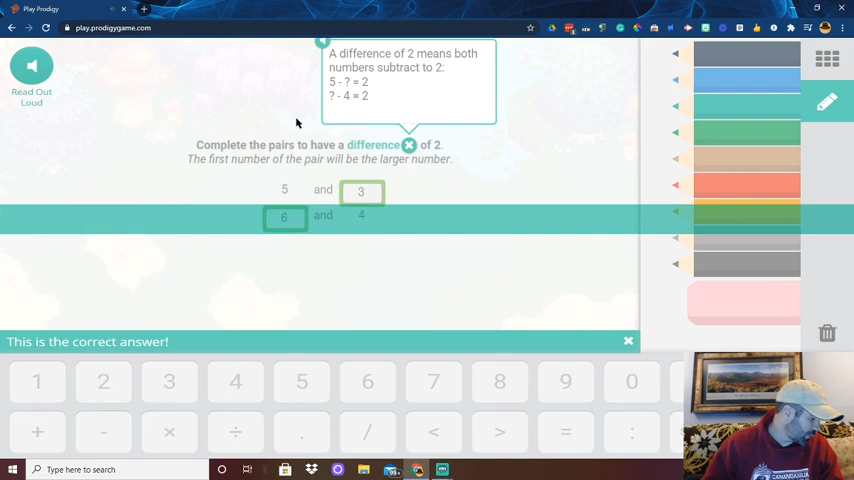 Play Prodigy
play.prodigygame.com
Read Out
Loud
A difference of 2 means both
numbers subtract to 2:
5 - ? = 2
? - 4 = 2
Complete the pairs to have a difference of 2.
The first number of the pair will be the larger number.
5 and 3
6 and 4
This is the correct answer!
1 2 3 4 5 6 7 8 9 0
+ - × ÷ . / < > = :
Type here to search
CANANDAIGUA